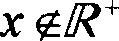 x ∉ ℝ⁺